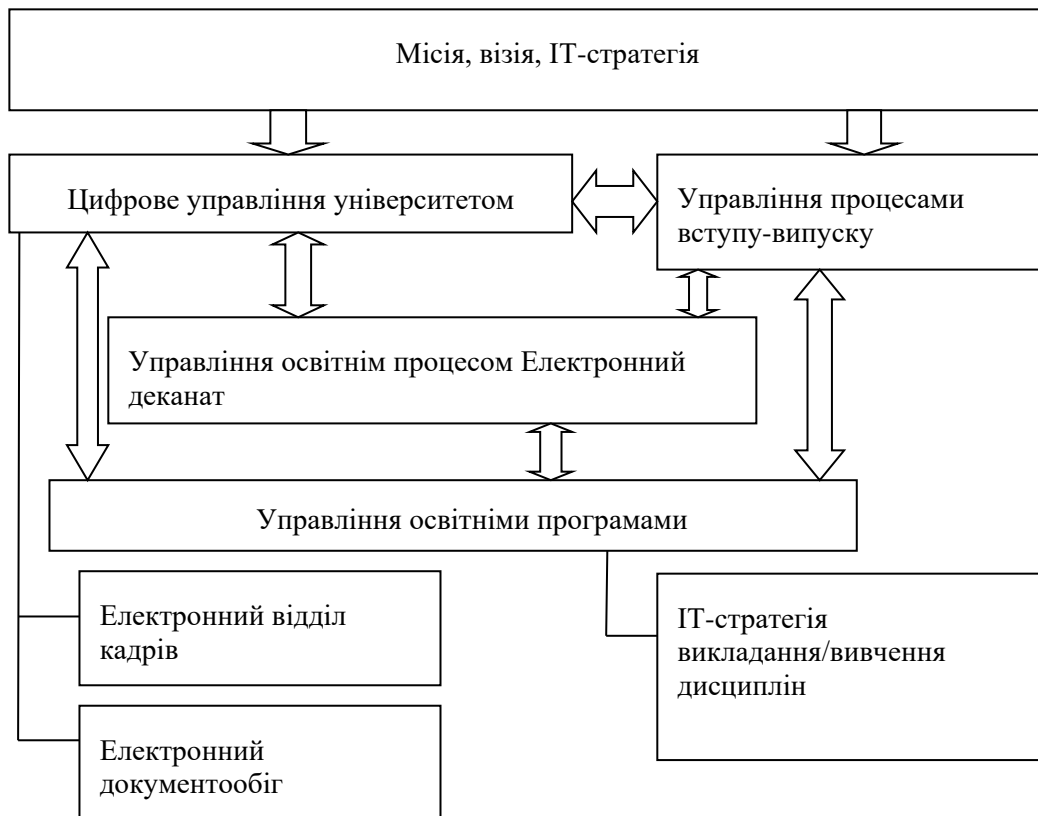 Місія, візія, ІТ-стратегія
Цифрове управління університетом
Управління процесами
вступу-випуску
Управління освітнім процесом Електронний
деканат
Управління освітніми програмами
Електронний відділ
кадрів
ІТ-стратегія
викладання/вивчення
дисциплін
Електронний
документообіг